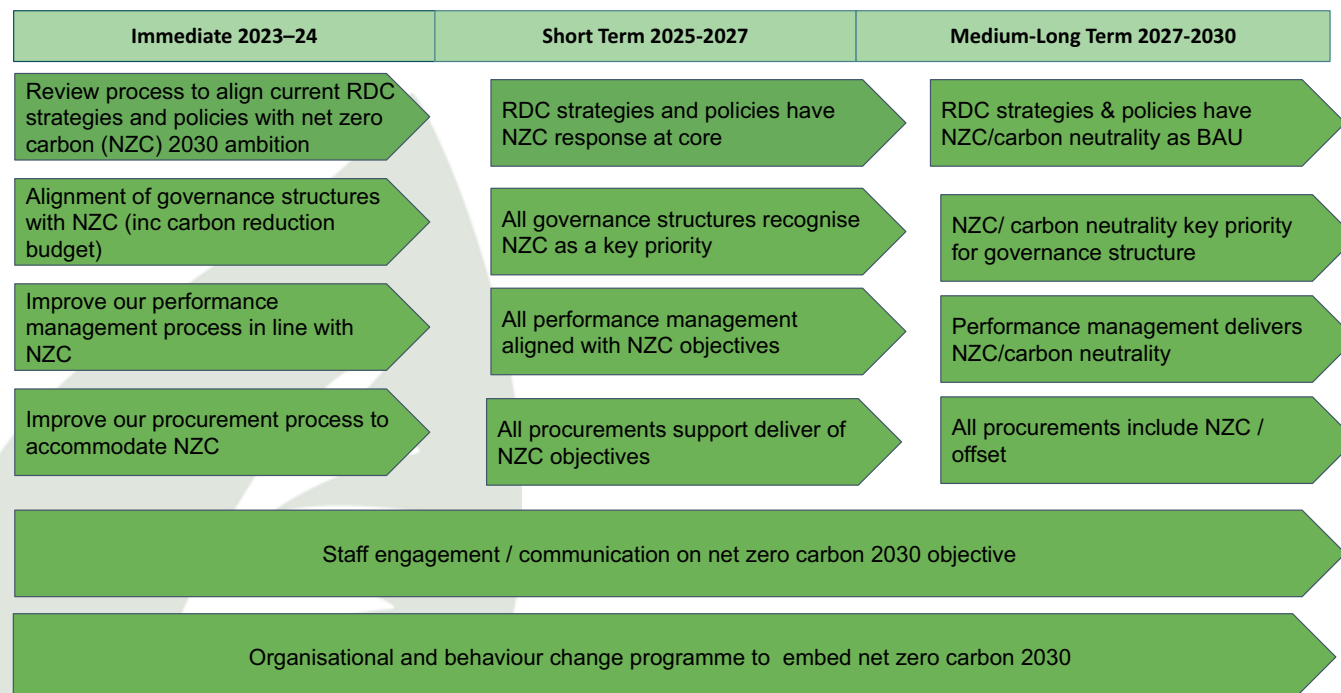 Immediate 2023–24
Short Term 2025-2027
Medium-Long Term 2027-2030
Review process to align current RDC
strategies and policies with net zero
carbon (NZC) 2030 ambition
RDC strategies and policies have
NZC response at core
RDC strategies & policies have
NZC/carbon neutrality as BAU
Alignment of governance structures
with NZC (inc carbon reduction
budget)
All governance structures recognise
NZC as a key priority
NZC/ carbon neutrality key priority
for governance structure
Improve our performance
management process in line with
NZC
All performance management
aligned with NZC objectives
Performance management delivers
NZC/carbon neutrality
Improve our procurement process to
accommodate NZC
All procurements support deliver of
NZC objectives
All procurements include NZC /
offset
Staff engagement / communication on net zero carbon 2030 objective
Organisational and behaviour change programme to  embed net zero carbon 2030